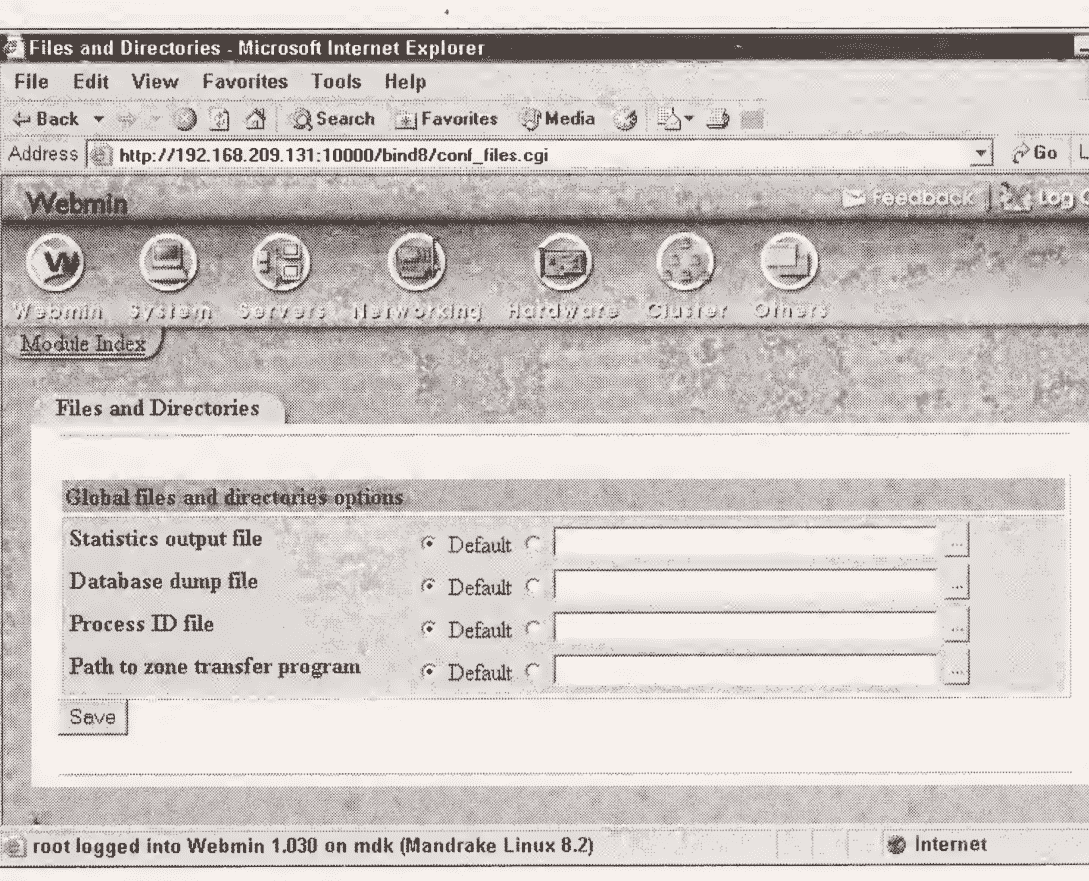 Files and Directories - Microsoft Internet Explorer
File Edit View Favorites Tools Help
Back Search Favorites Media
Address http://192.168.209.131:10000/bind8/conf_files.cgi Go L
Webmin Feedback Log
Webmin System Servers Networking Hardware Cluster Others
Module Index
Files and Directories
Global files and directories options
Statistics output file Default ...
Database dump file Default ...
Process ID file Default ...
Path to zone transfer program Default ...
Save
root logged into Webmin 1.030 on mdk (Mandrake Linux 8.2) Internet